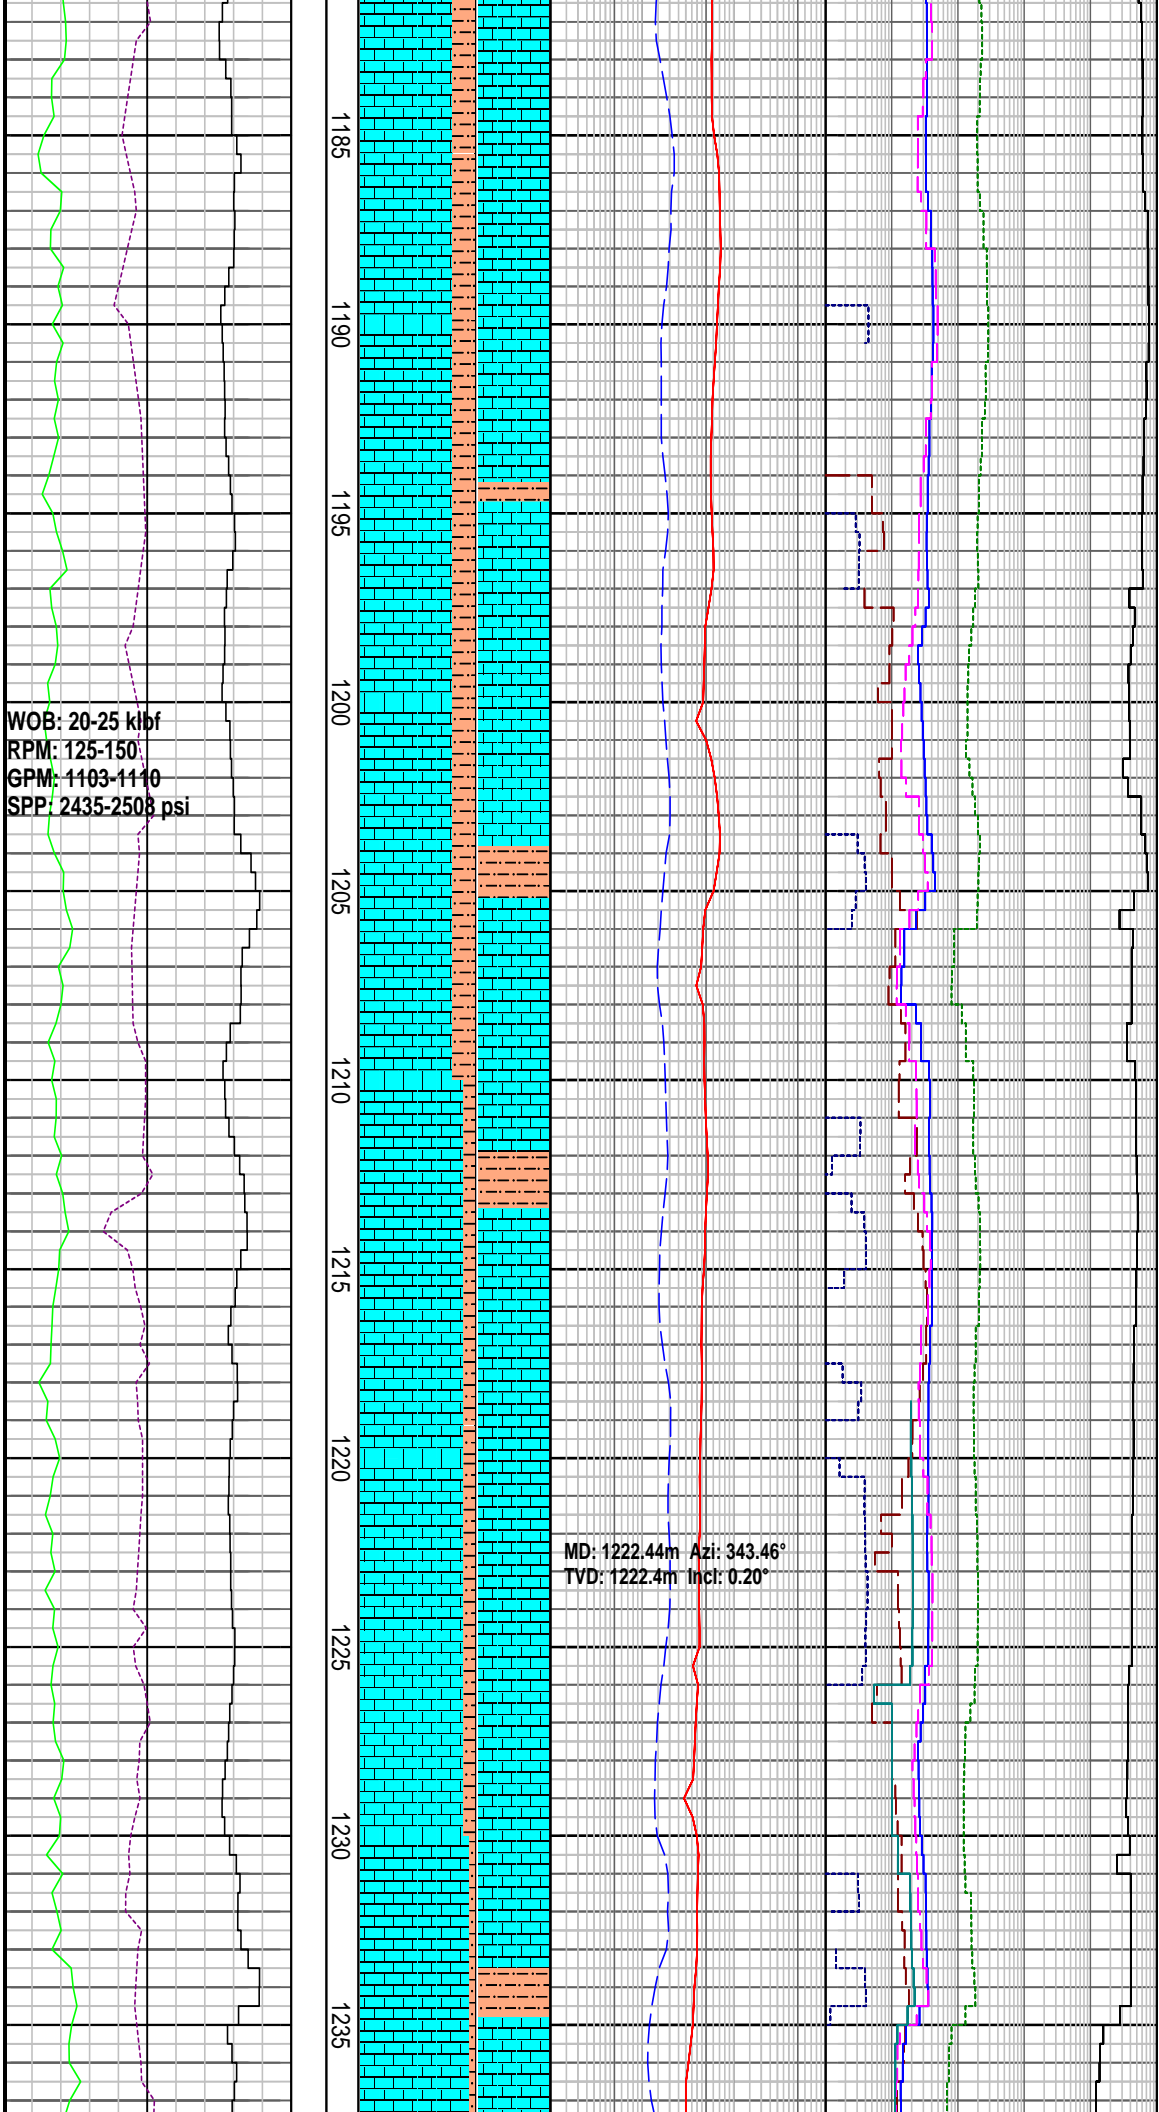 1185
1190
1195
1200
WOB: 20-25 klbf
RPM: 125-150
GPM: 1103-1110
SPP: 2435-2508 psi
1205
1210
1215
1220
MD: 1222.44m Azi: 343.46°
TVD: 1222.4m Incl: 0.20°
1225
1230
1235